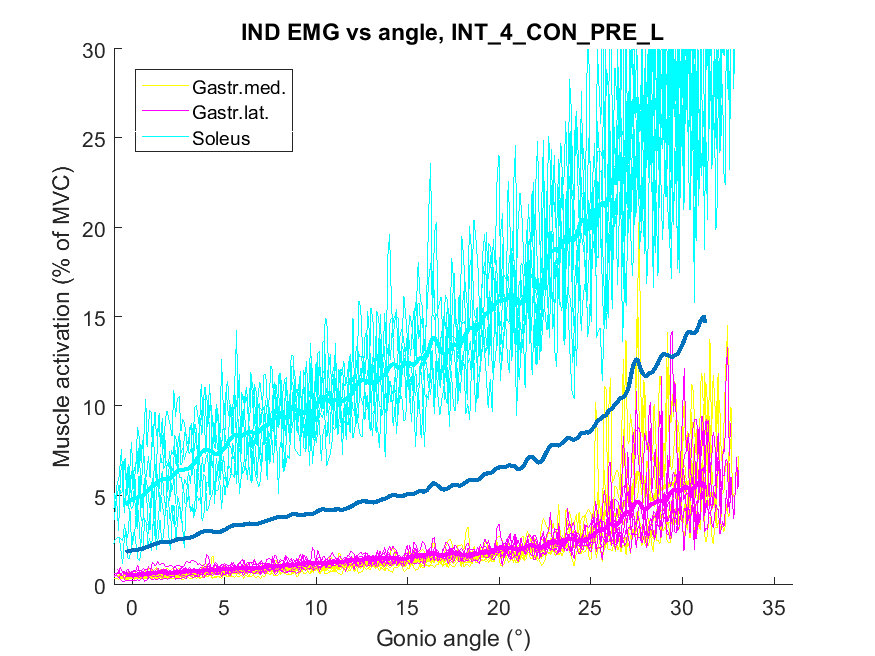 IND EMG vs angle, INT_4_CON_PRE_L
30
25
20
15
10
5
0
Muscle activation (% of MVC)
Gastr.med.
Gastr.lat.
Soleus
0 5 10 15 20 25 30 35
Gonio angle (°)